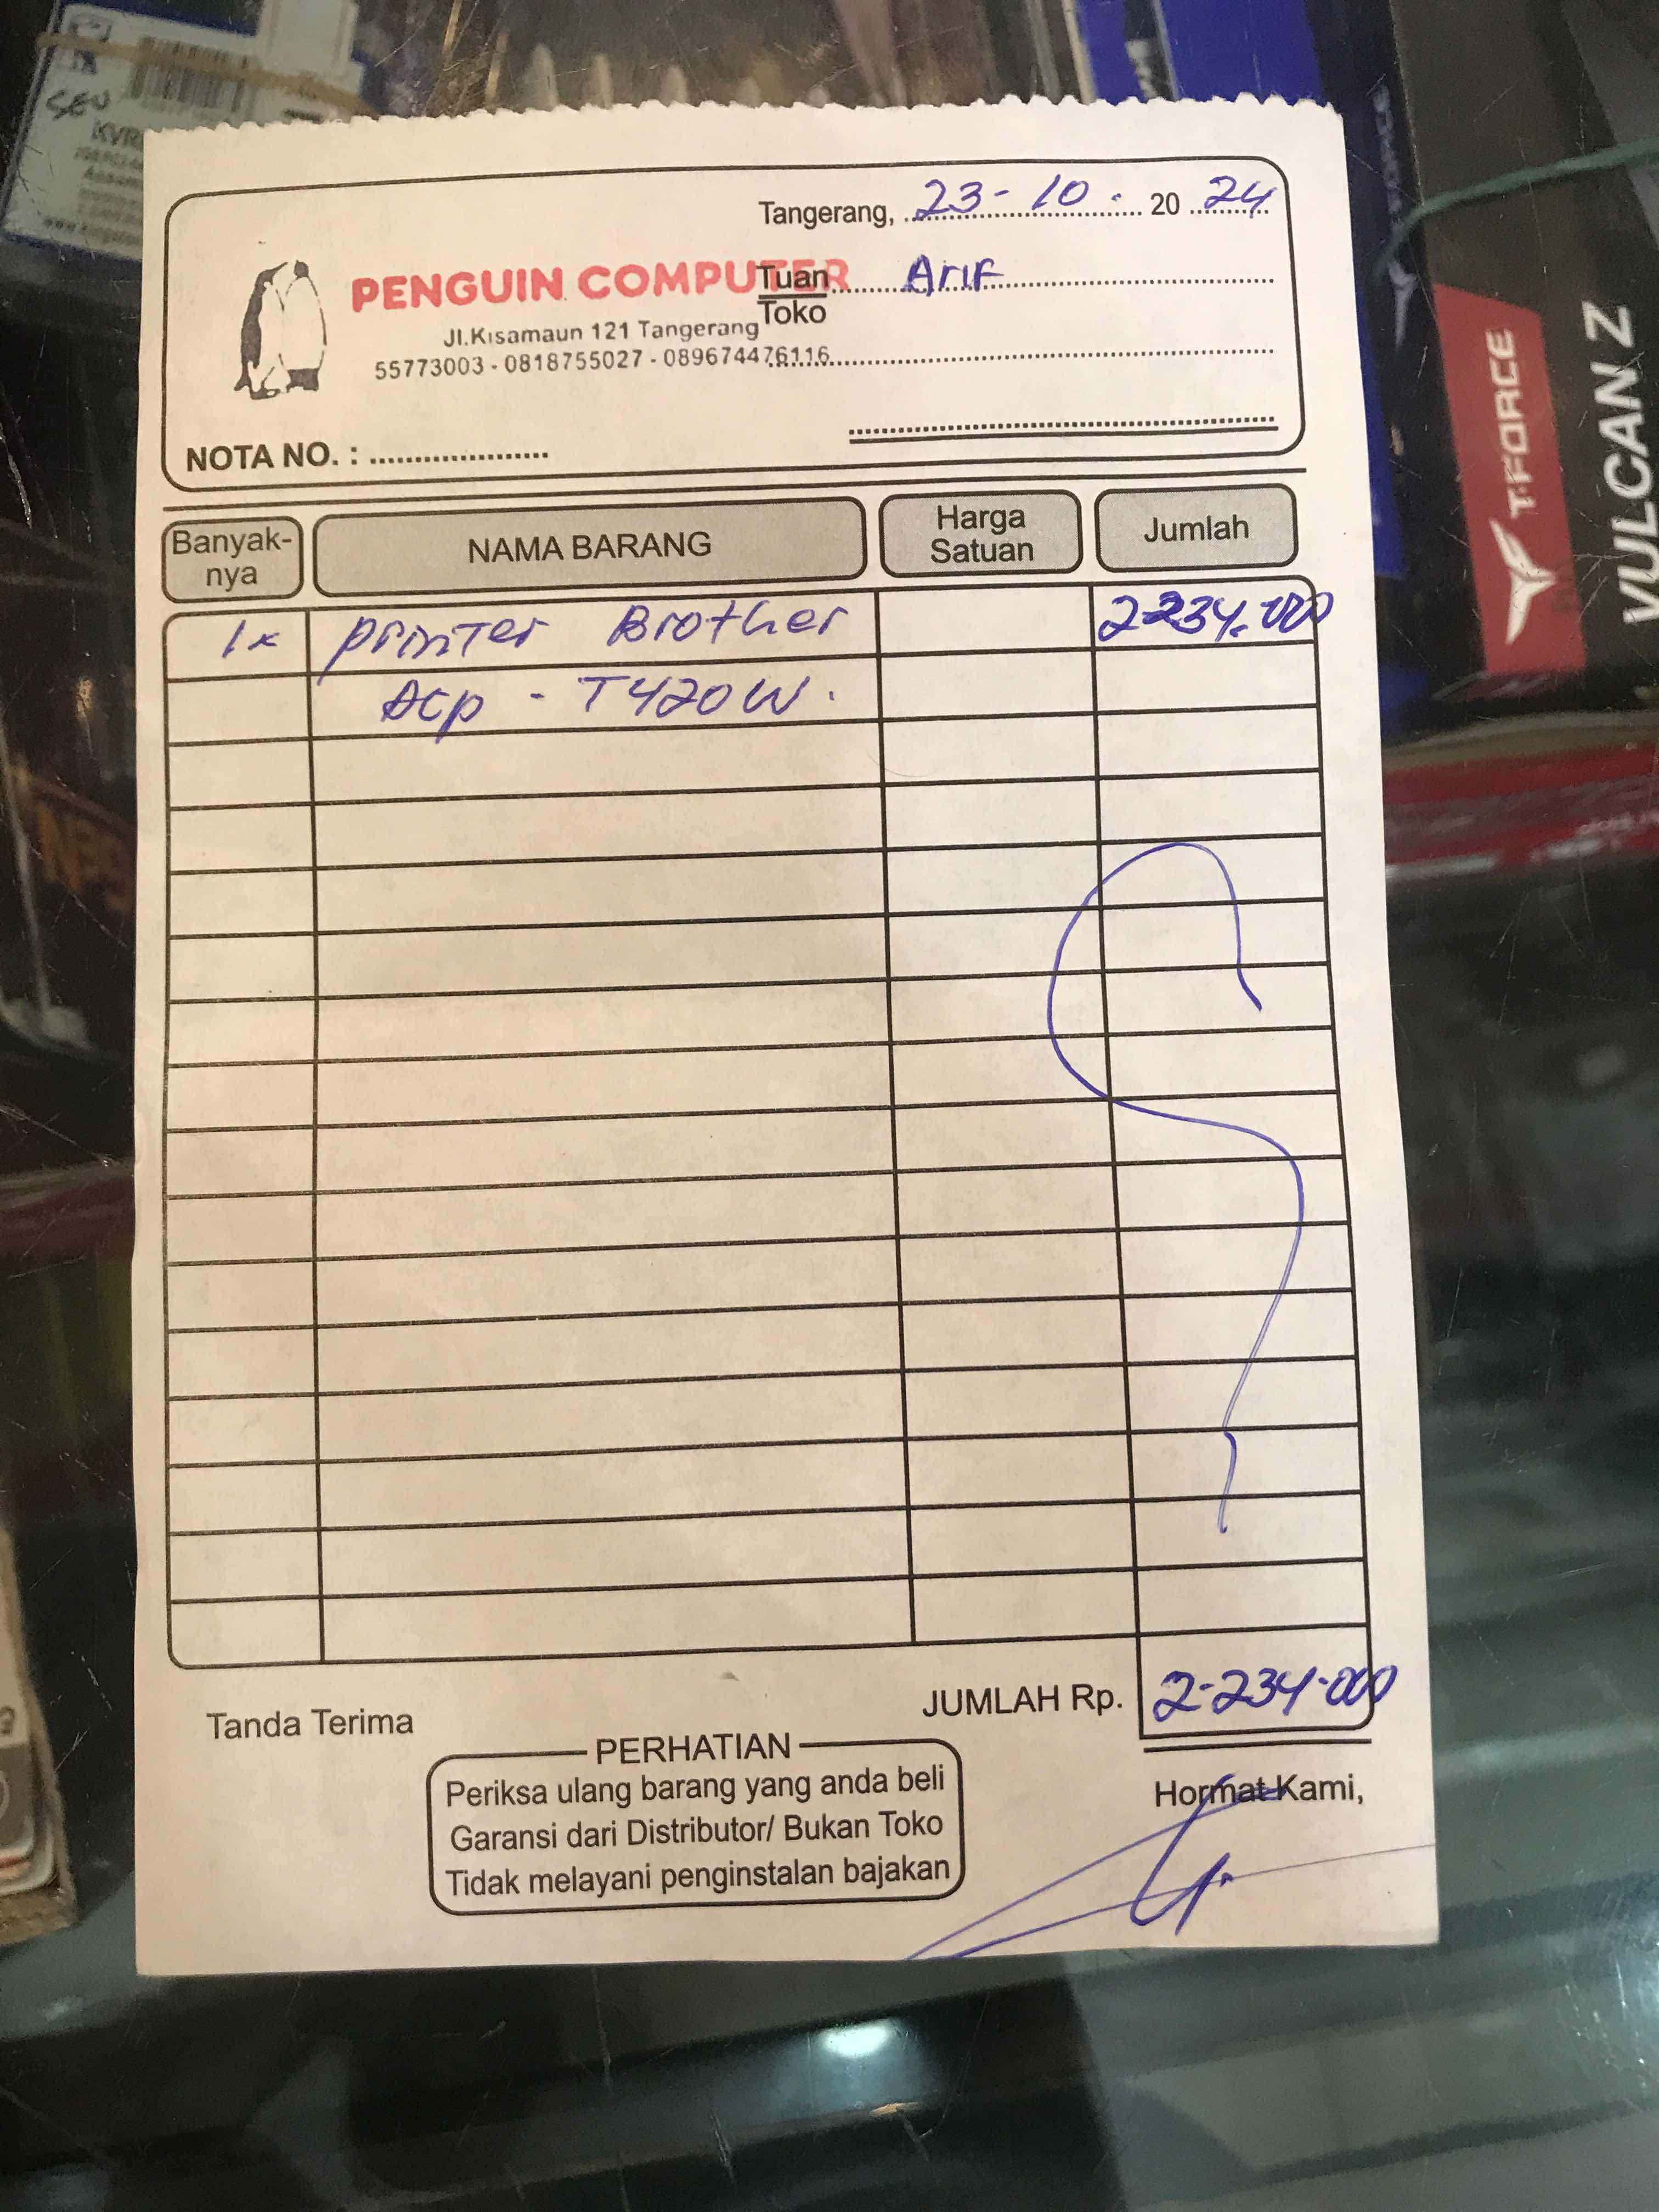 Tangerang, 23 - 10 - 20 24
PENGUIN COMPUTER
Tuan Arif
Toko
Jl.Kisamaun 121 Tangerang
55773003 - 0818755027 - 089674476116
NOTA NO. :
Banyak-
nya
NAMA BARANG
Harga
Satuan
Jumlah
1x printer Brother 2.234.000
Dcp - T420W.
JUMLAH Rp. 2.234.000
Tanda Terima
PERHATIAN
Periksa ulang barang yang anda beli
Garansi dari Distributor/ Bukan Toko
Tidak melayani penginstalan bajakan
Hormat Kami,
T-FORCE
VULCAN Z
SEU
KVR